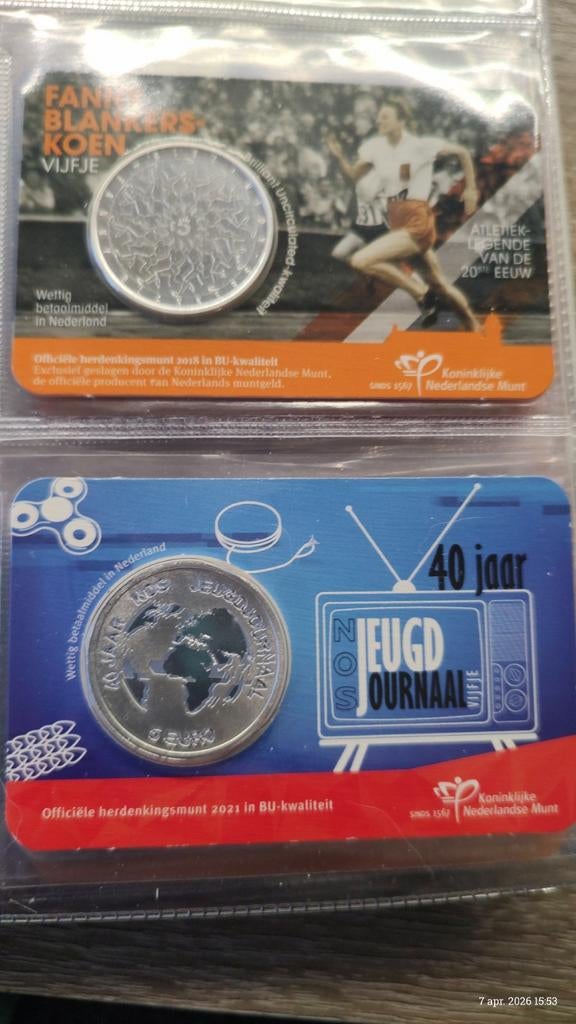 FANNY
BLANKERS-
KOEN
VIJFJE
Brilliant Uncirculated-kwaliteit
€5
ATLETIEK-
LEGENDE
VAN DE
20STE EEUW
Wettig
betaalmiddel
in Nederland
Officiële herdenkingsmunt 2018 in BU-kwaliteit
Exclusief geslagen door de Koninklijke Nederlandse Munt,
de officiële producent van Nederlands muntgeld.
SINDS 1567
Koninklijke
Nederlandse Munt
Wettig betaalmiddel in Nederland
40 JAAR NOS JEUGDJOURNAAL
5 EURO
40 jaar
NOS
JEUGD
JOURNAAL
VIJFJE
Officiële herdenkingsmunt 2021 in BU-kwaliteit
SINDS 1567
Koninklijke
Nederlandse Munt
7 apr. 2026 15:53